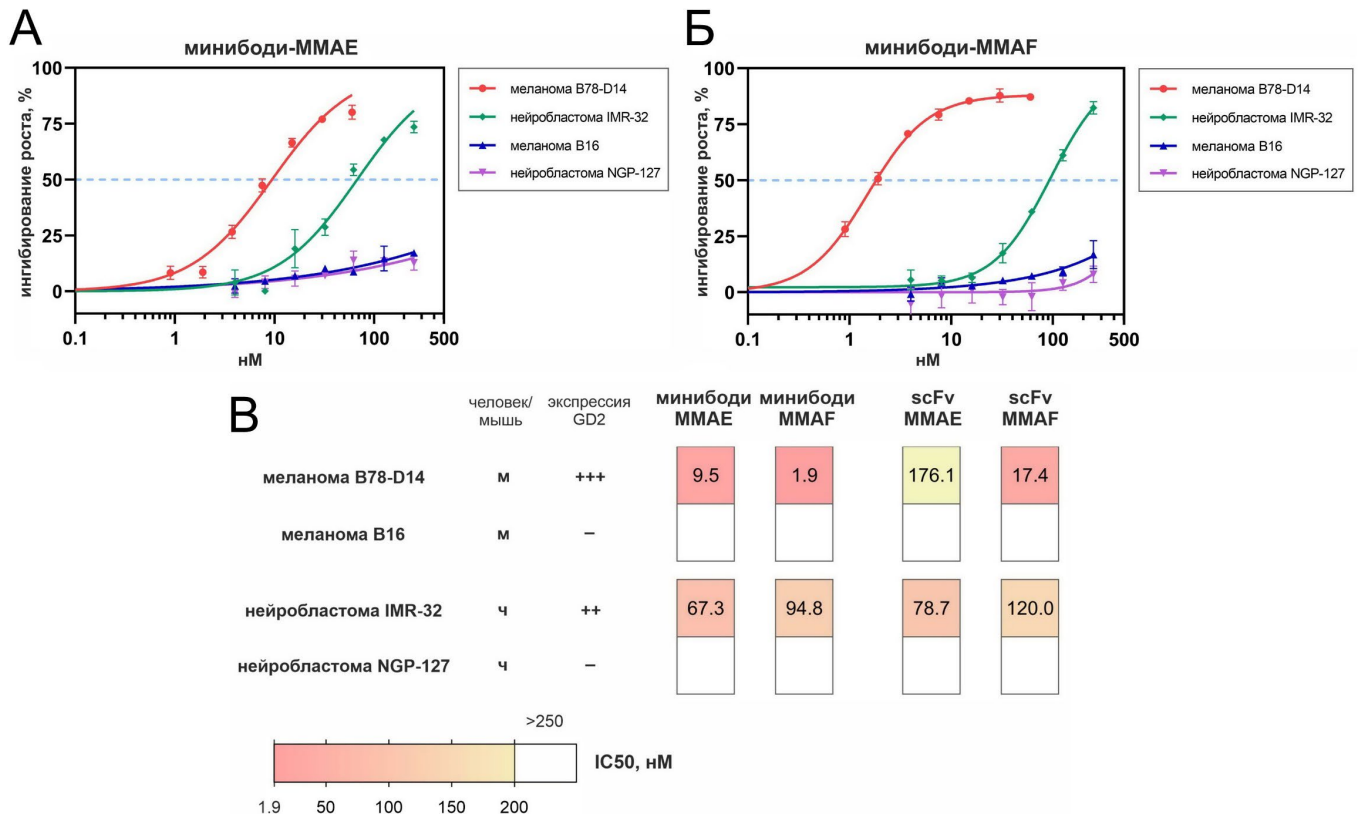 А
минибоди-MMAE
ингибирование роста, %
100
75
50
25
0
0.1
1
10
100
500
нМ
меланома B78-D14
нейробластома IMR-32
меланома B16
нейробластома NGP-127
Б
минибоди-MMAF
ингибирование роста, %
100
75
50
25
0
0.1
1
10
100
500
нМ
меланома B78-D14
нейробластома IMR-32
меланома B16
нейробластома NGP-127
В
человек/
мышь
экспрессия
GD2
минибоди
MMAE
минибоди
MMAF
scFv
MMAE
scFv
MMAF
меланома B78-D14 м +++ 9.5 1.9 176.1 17.4
меланома B16 м –
нейробластома IMR-32 ч ++ 67.3 94.8 78.7 120.0
нейробластома NGP-127 ч –
>250
IC50, нМ
1.9 50 100 150 200